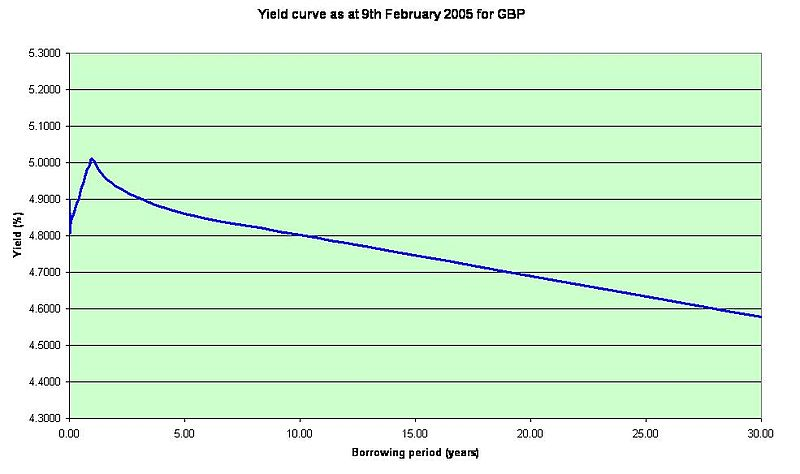 Yield curve as at 9th February 2005 for GBP
5.3000
5.2000
5.1000
5.0000
4.9000
4.8000
4.7000
4.6000
4.5000
4.4000
4.3000
Yield (%)
0.00 5.00 10.00 15.00 20.00 25.00 30.00
Borrowing period (years)